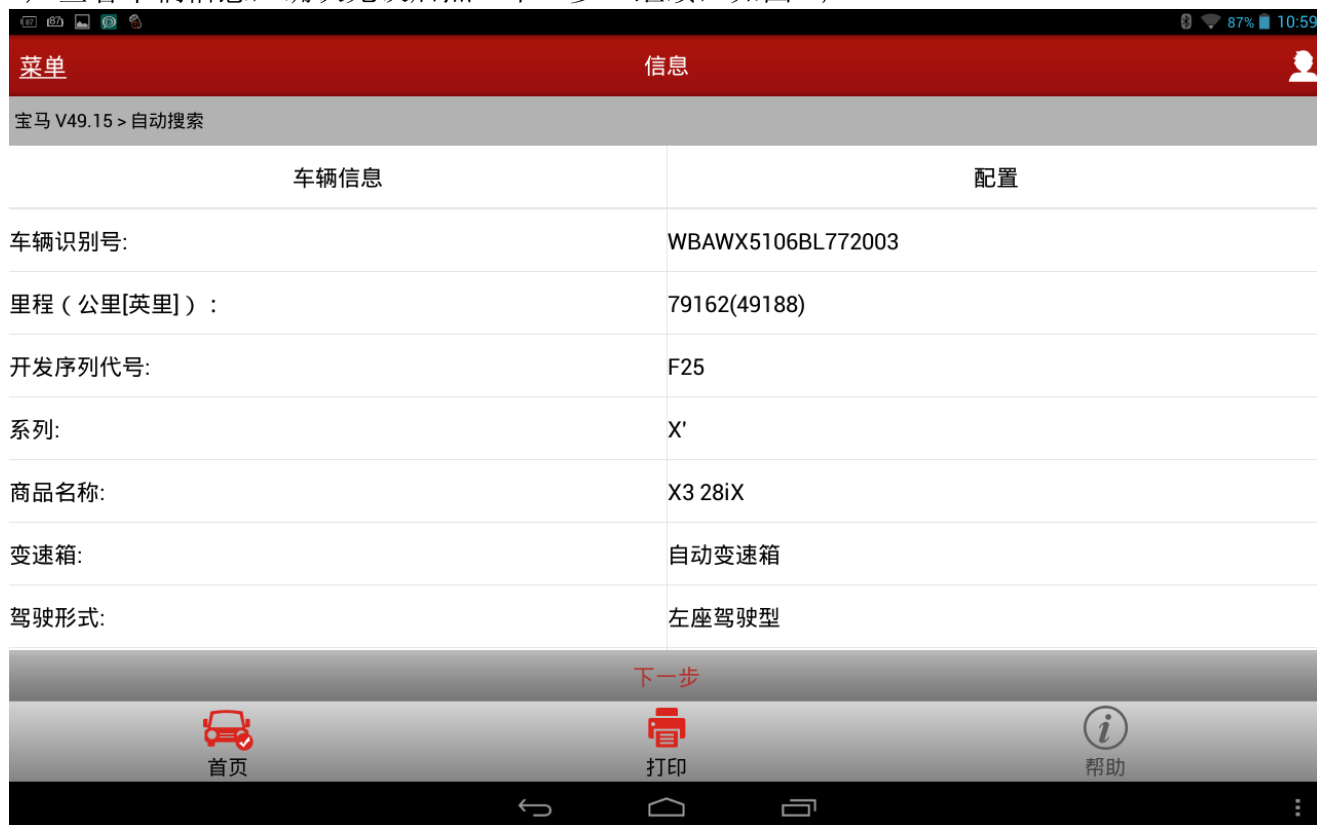 87% 10:59
菜单 信息
宝马 V49.15 > 自动搜索
车辆信息 配置
车辆识别号: WBAWX5106BL772003
里程（公里[英里]）: 79162(49188)
开发序列代号: F25
系列: X'
商品名称: X3 28iX
变速箱: 自动变速箱
驾驶形式: 左座驾驶型
下一步
首页 打印 帮助